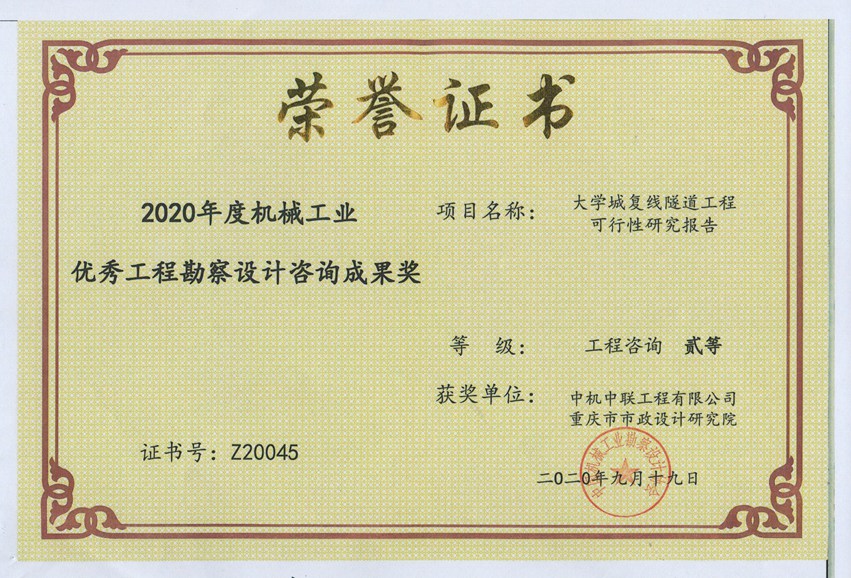 荣誉证书
2020年度机械工业
优秀工程勘察设计咨询成果奖
证书号：Z20045
项目名称：
大学城复线隧道工程
可行性研究报告
等 级： 工程咨询 贰等
获奖单位：
中机中联工程有限公司
重庆市市政设计研究院
二〇二〇年九月十九日